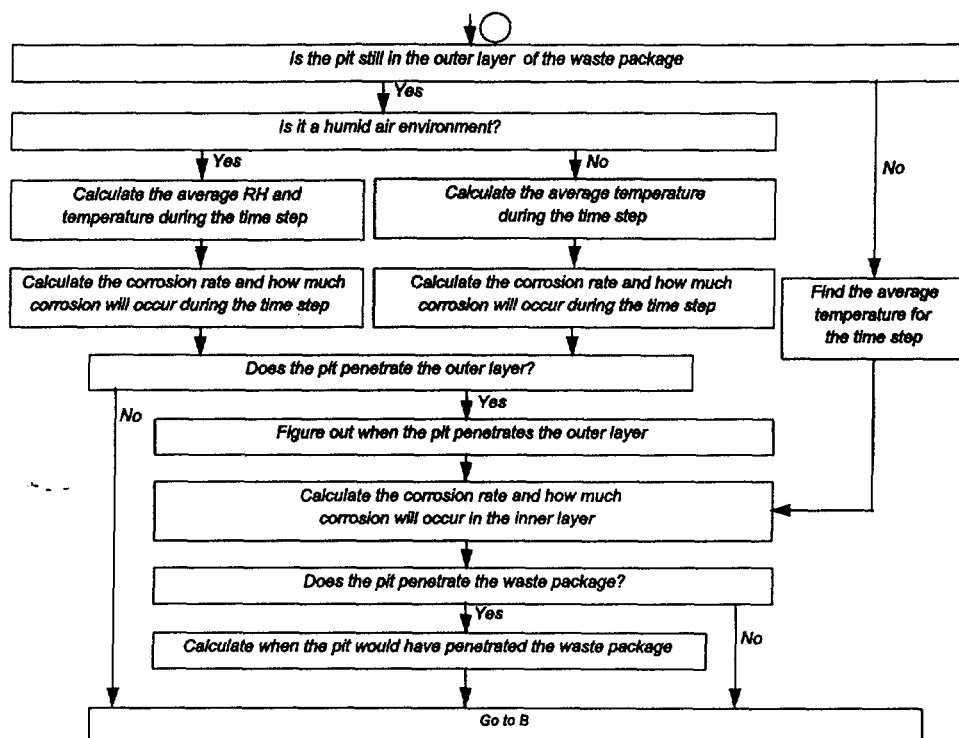 Is the pit still in the outer layer of the waste package
Yes
Is it a humid air environment?
Yes
No
No
Calculate the average RH and
temperature during the time step
Calculate the average temperature
during the time step
Calculate the corrosion rate and how much
corrosion will occur during the time step
Calculate the corrosion rate and how much
corrosion will occur during the time step
Find the average
temperature for
the time step
Does the pit penetrate the outer layer?
No
Yes
Figure out when the pit penetrates the outer layer
Calculate the corrosion rate and how much
corrosion will occur in the inner layer
Does the pit penetrate the waste package?
Yes
No
Calculate when the pit would have penetrated the waste package
Go to B